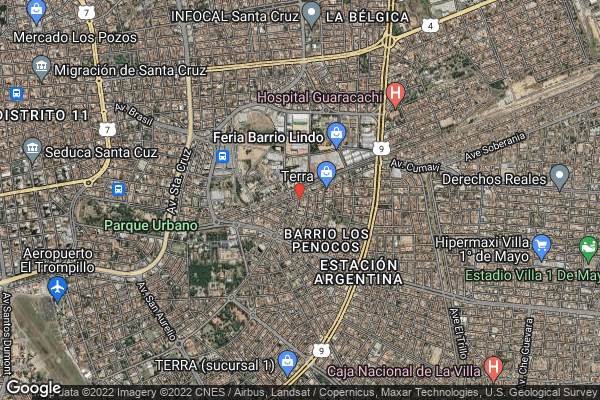 7
INFOCAL Santa Cruz
LA BÉLGICA
4
Mercado Los Pozos
Migración de Santa Cruz
Hospital Guaracachi
H
DISTRITO 11
Av. Brasil
7
Feria Barrio Lindo
Ave Soberanía
9
Seduca Santa Cuz
Av. Cumavi
Terra
Derechos Reales
Av Sta. Cruz
Parque Urbano
BARRIO LOS
PENOCOS
Hipermaxi Villa
1° de Mayo
Aeropuerto
El Trompillo
ESTACIÓN
ARGENTINA
Estadio Villa 1 De May
Av San Aurelio
Av Santos Dumont
Ave El Trillo
Av. Che Guevara
9
TERRA (sucursal 1)
Caja Nacional de La Villa
H
Google
Map data ©2022 Imagery ©2022 CNES / Airbus, Landsat / Copernicus, Maxar Technologies, U.S. Geological Survey